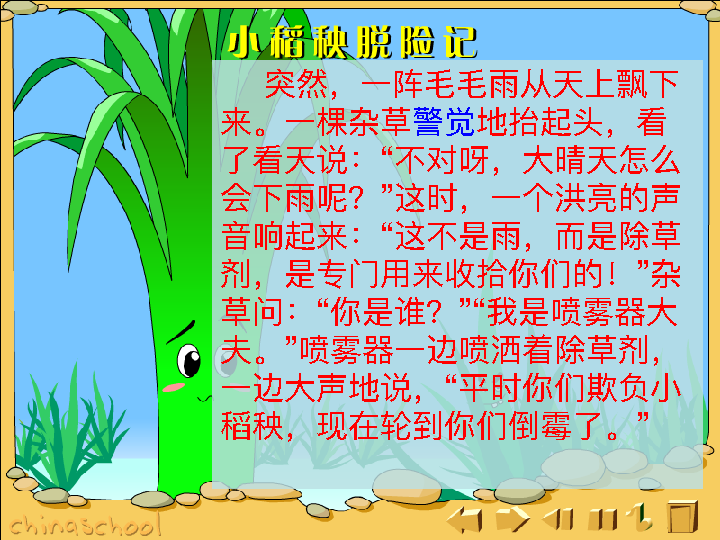 小稻秧脱险记
突然，一阵毛毛雨从天上飘下
来。一棵杂草警觉地抬起头，看
了看天说：“不对呀，大晴天怎么
会下雨呢？”这时，一个洪亮的声
音响起来：“这不是雨，而是除草
剂，是专门用来收拾你们的！”杂
草问：“你是谁？”“我是喷雾器大
夫。”喷雾器一边喷洒着除草剂，
一边大声地说，“平时你们欺负小
稻秧，现在轮到你们倒霉了。”
chinaschool